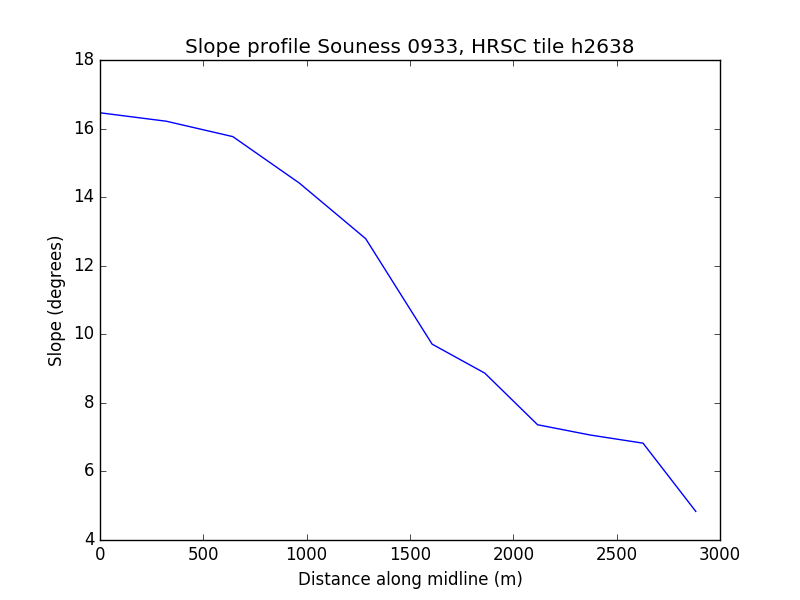 Slope profile Souness 0933, HRSC tile h2638
18
16
14
12
10
8
6
4
Slope (degrees)
0 500 1000 1500 2000 2500 3000
Distance along midline (m)